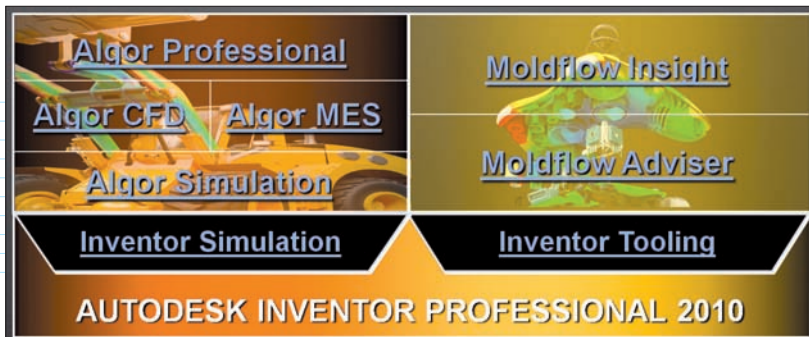 Algor Professional
Algor CFD
Algor MES
Algor Simulation
Moldflow Insight
Moldflow Adviser
Inventor Simulation
Inventor Tooling
AUTODESK INVENTOR PROFESSIONAL 2010